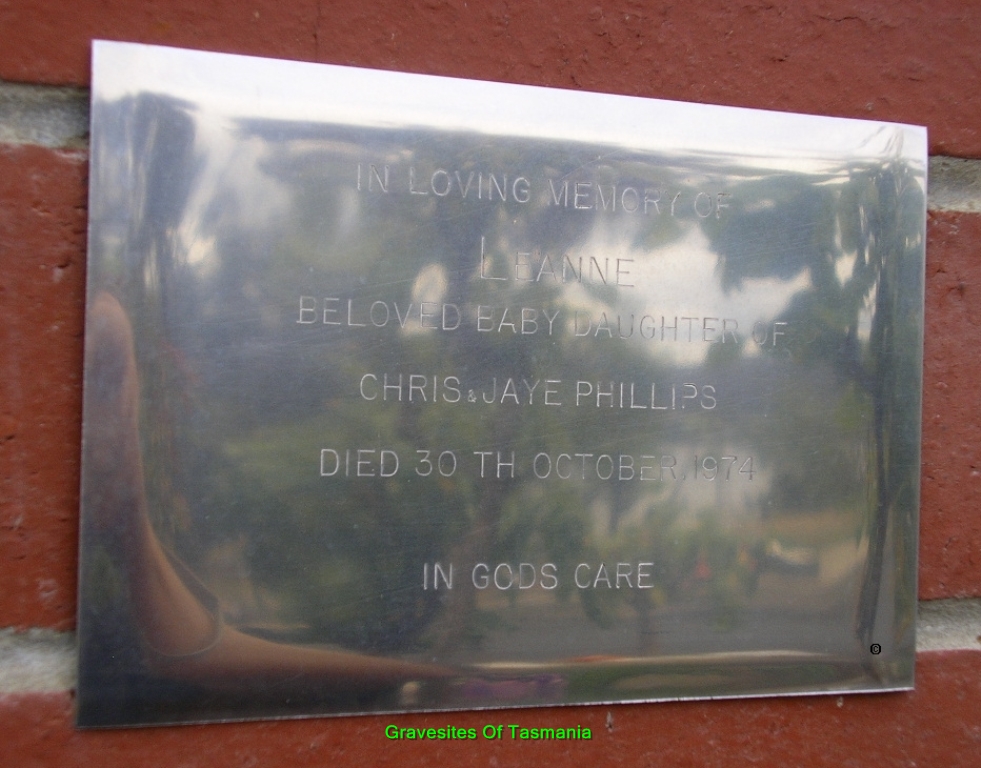 IN LOVING MEMORY OF
LEANNE
BELOVED BABY DAUGHTER OF
CHRIS & JAYE PHILLIPS
DIED 30 TH OCTOBER, 1974
IN GODS CARE
©
Gravesites Of Tasmania